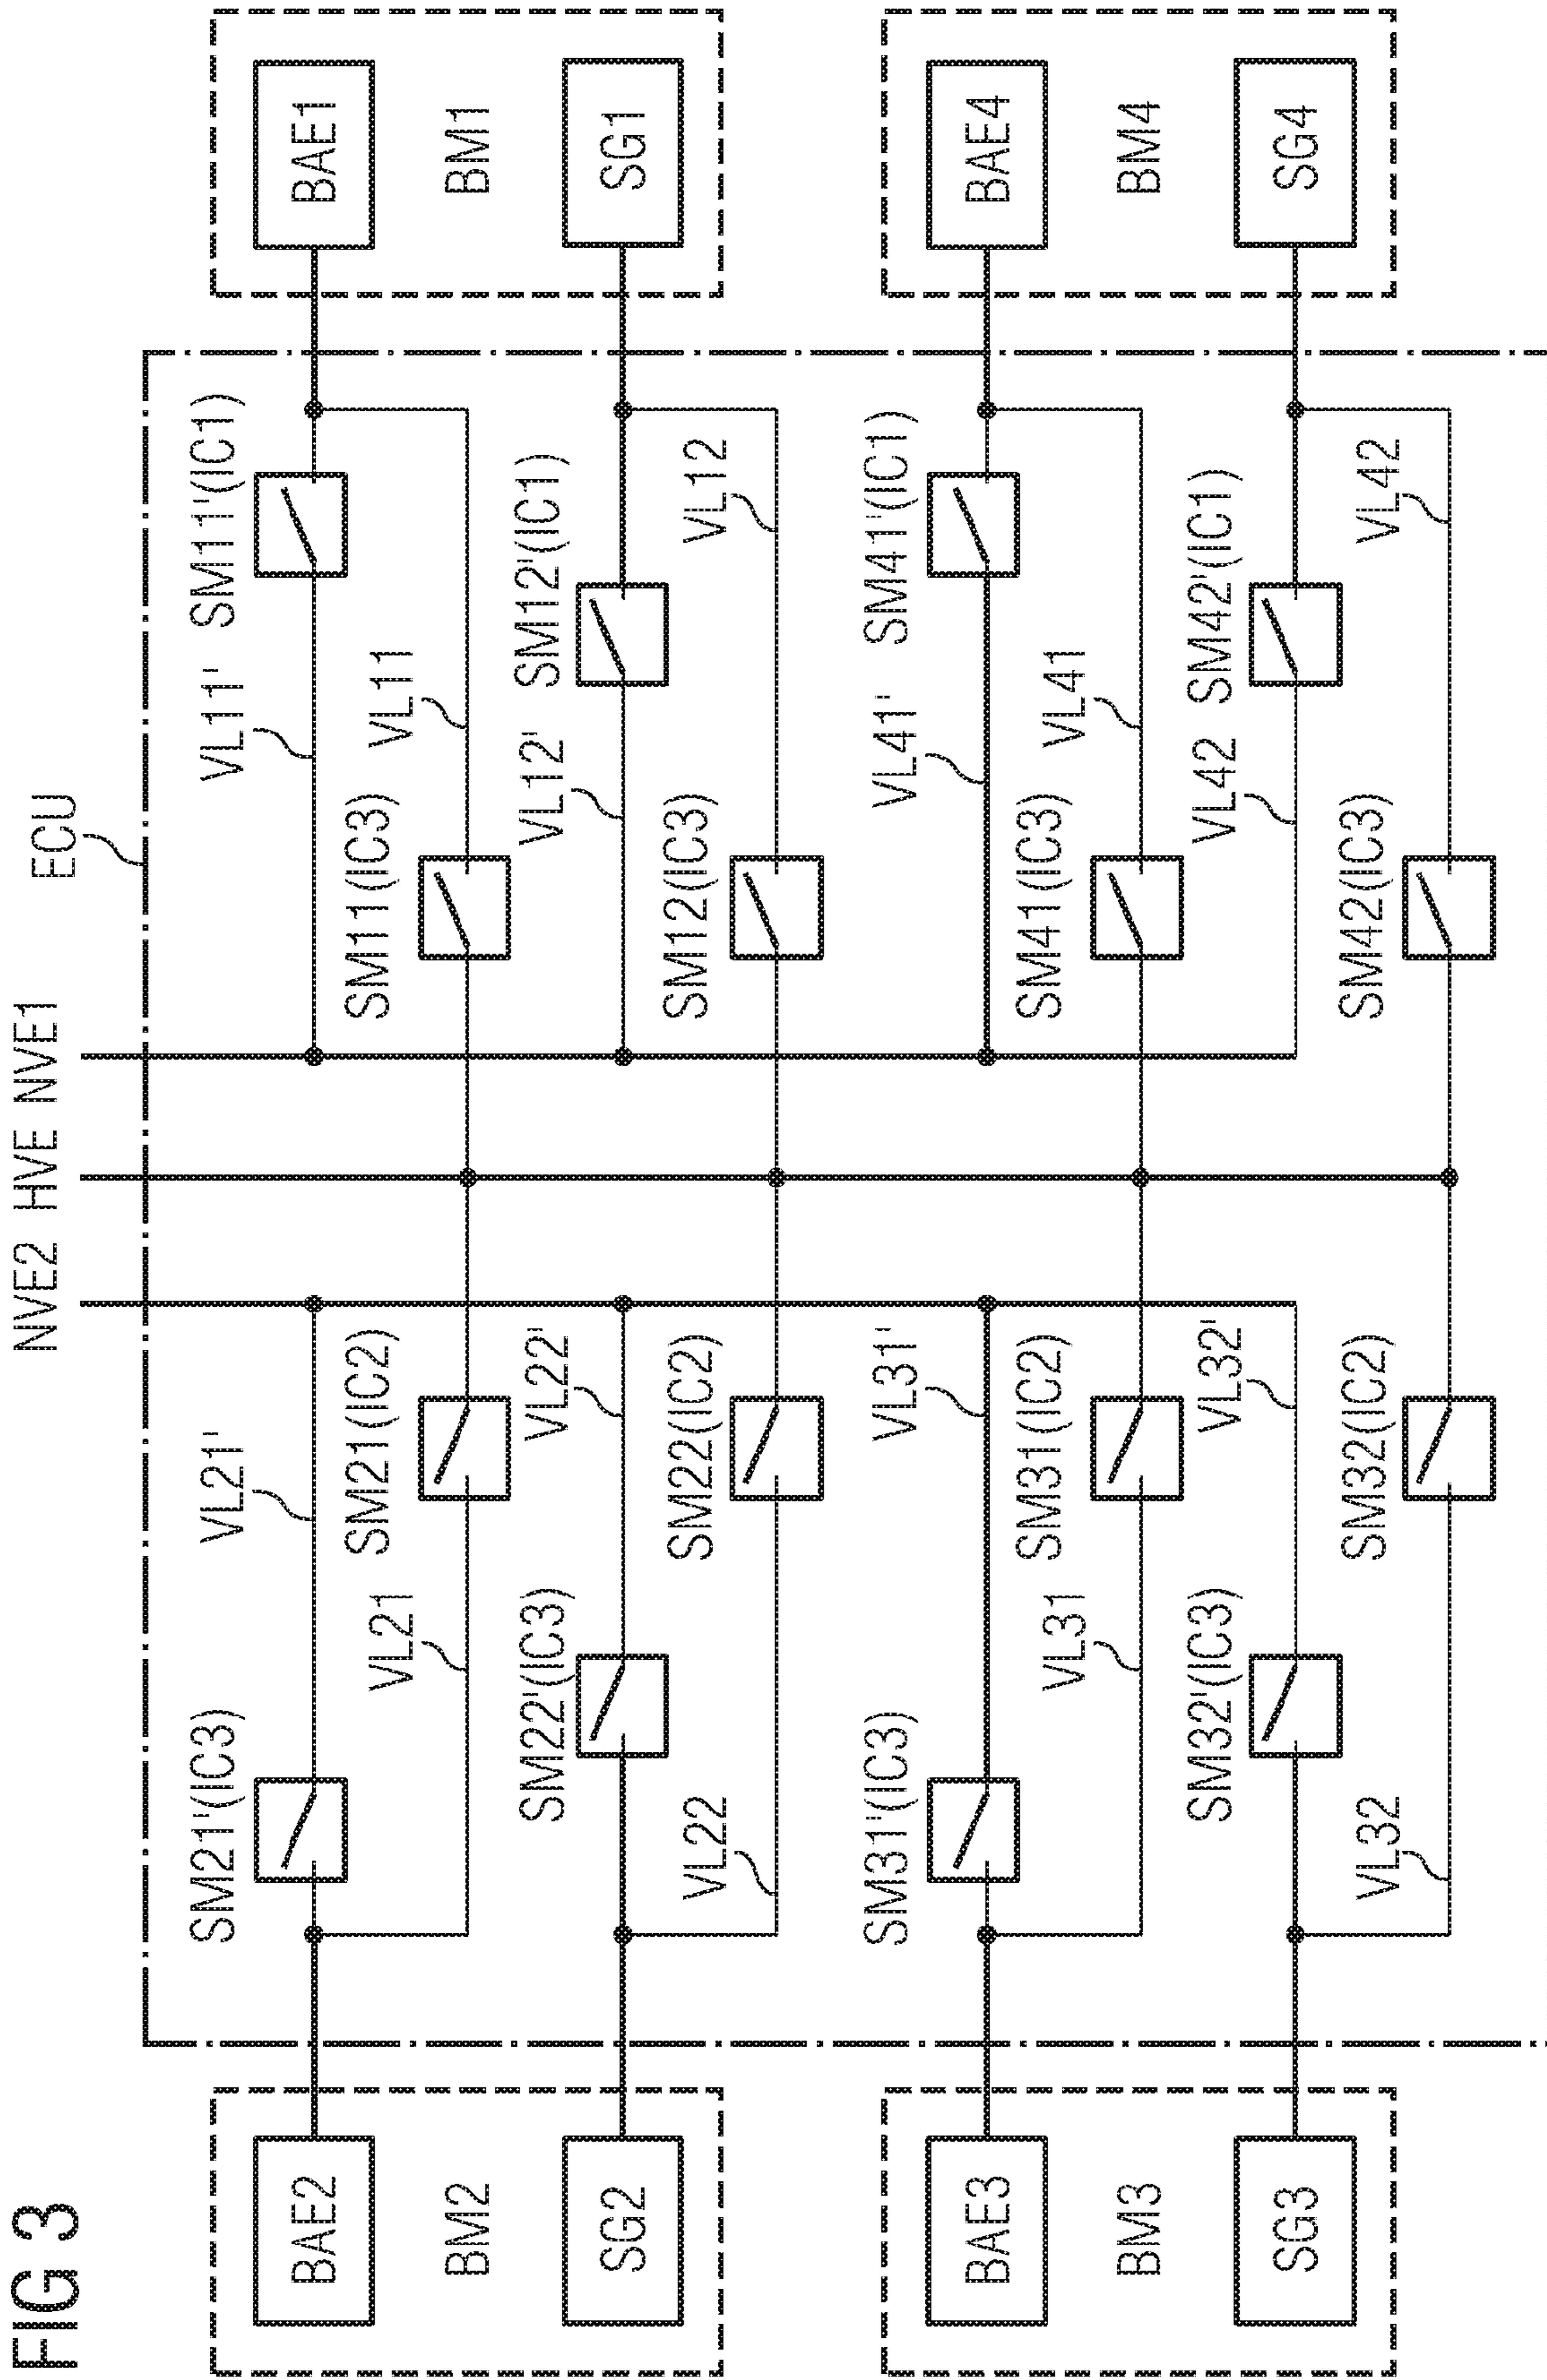 FIG 3
NVE2 HVE NVE1
ECU
BAE2
BM2
SG2
SM21'(IC3)
VL21'
VL21
SM21(IC2)
SM22'(IC3)
VL22'
VL22
SM22(IC2)
VL11'
SM11'(IC1)
SM11(IC3)
VL11
VL12'
SM12'(IC1)
SM12(IC3)
VL12
BAE1
BM1
SG1
BAE3
BM3
SG3
SM31'(IC3)
VL31'
VL31
SM31(IC2)
SM32'(IC3)
VL32'
VL32
SM32(IC2)
VL41'
SM41'(IC1)
SM41(IC3)
VL41
VL42
SM42'(IC1)
SM42(IC3)
VL42
BAE4
BM4
SG4